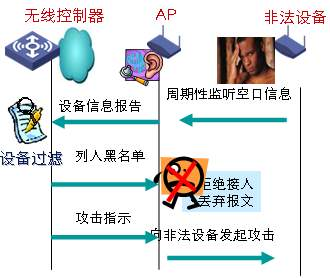 无线控制器
AP
非法设备
设备信息报告
周期性监听空口信息
设备过滤
列入黑名单
拒绝接入
丢弃报文
攻击指示
向非法设备发起攻击